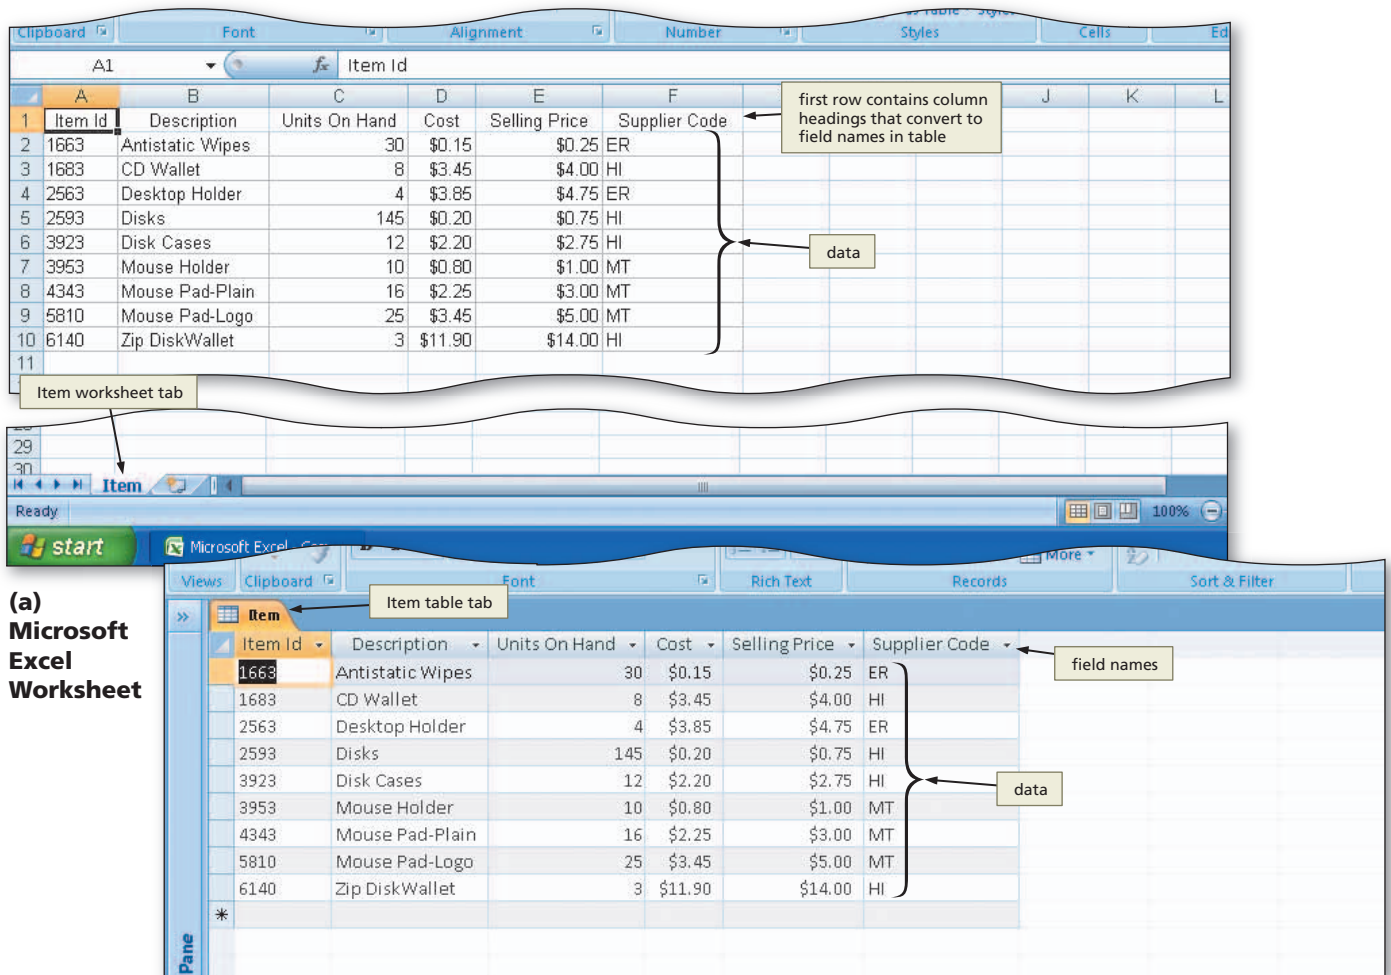 Clipboard Font Alignment Number Styles Cells
A1 fx Item Id
A B C D E F J K L
1 Item Id Description Units On Hand Cost Selling Price Supplier Code
first row contains column
headings that convert to
field names in table
2 1663 Antistatic Wipes 30 $0.15 $0.25 ER
3 1683 CD Wallet 8 $3.45 $4.00 HI
4 2563 Desktop Holder 4 $3.85 $4.75 ER
5 2593 Disks 145 $0.20 $0.75 HI
6 3923 Disk Cases 12 $2.20 $2.75 HI
data
7 3953 Mouse Holder 10 $0.80 $1.00 MT
8 4343 Mouse Pad-Plain 16 $2.25 $3.00 MT
9 5810 Mouse Pad-Logo 25 $3.45 $5.00 MT
10 6140 Zip DiskWallet 3 $11.90 $14.00 HI
11
Item worksheet tab
29
30
Item
Ready 100%
start Microsoft Excel
More
Views Clipboard Font Rich Text Records Sort & Filter
(a)
Microsoft
Excel
Worksheet
Item
Item table tab
Item Id Description Units On Hand Cost Selling Price Supplier Code
field names
1663 Antistatic Wipes 30 $0.15 $0.25 ER
1683 CD Wallet 8 $3.45 $4.00 HI
2563 Desktop Holder 4 $3.85 $4.75 ER
2593 Disks 145 $0.20 $0.75 HI
3923 Disk Cases 12 $2.20 $2.75 HI
data
3953 Mouse Holder 10 $0.80 $1.00 MT
4343 Mouse Pad-Plain 16 $2.25 $3.00 MT
5810 Mouse Pad-Logo 25 $3.45 $5.00 MT
6140 Zip DiskWallet 3 $11.90 $14.00 HI
Pane